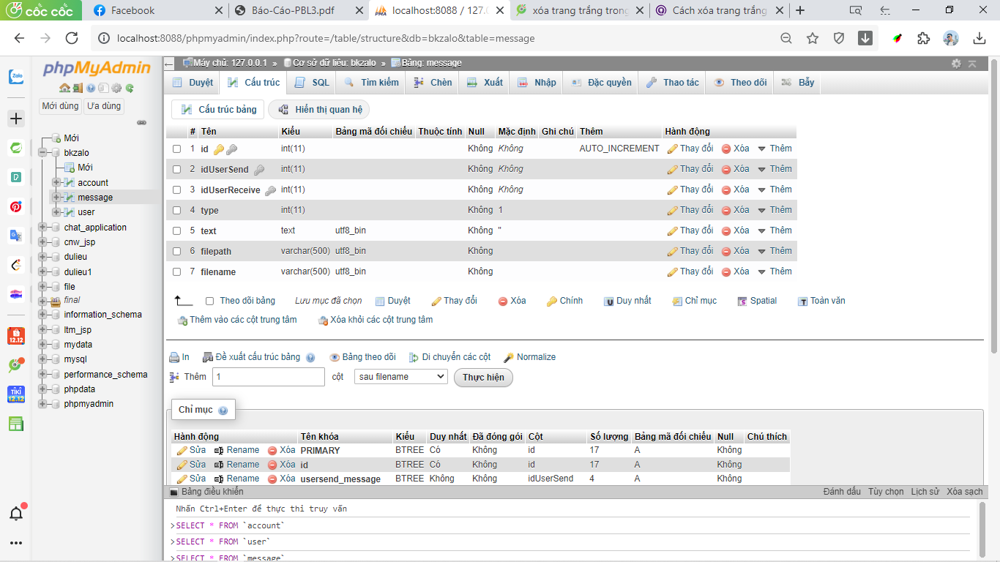 cốc cốc Facebook Báo-Cáo-PBL3.pdf localhost:8088 / 127.0 xóa trang trắng trong Cách xóa trang trắng
localhost:8088/phpmyadmin/index.php?route=/table/structure&db=bkzalo&table=message
Zalo
12.12
TIKI
12.12
phpMyAdmin
Mới dùng Ưa dùng
Mới
bkzalo
Mới
account
message
user
chat_application
cnw_jsp
dulieu
dulieu1
file
final
information_schema
ltm_jsp
mydata
mysql
performance_schema
phpdata
phpmyadmin
Máy chủ: 127.0.0.1 » Cơ sở dữ liệu: bkzalo » Bảng: message
Duyệt Cấu trúc SQL Tìm kiếm Chèn Xuất Nhập Đặc quyền Thao tác Theo dõi Bẫy
Cấu trúc bảng Hiển thị quan hệ
# Tên Kiểu Bảng mã đối chiếu Thuộc tính Null Mặc định Ghi chú Thêm Hành động
1 id int(11) Không Không AUTO_INCREMENT Thay đổi Xóa Thêm
2 idUserSend int(11) Không Không Thay đổi Xóa Thêm
3 idUserReceive int(11) Không Không Thay đổi Xóa Thêm
4 type int(11) Không 1 Thay đổi Xóa Thêm
5 text text utf8_bin Không '' Thay đổi Xóa Thêm
6 filepath varchar(500) utf8_bin Không Thay đổi Xóa Thêm
7 filename varchar(500) utf8_bin Không Thay đổi Xóa Thêm
Theo dõi bảng Lưu mục đã chọn Duyệt Thay đổi Xóa Chính Duy nhất Chỉ mục Spatial Toàn văn
Thêm vào các cột trung tâm Xóa khỏi các cột trung tâm
In Đề xuất cấu trúc bảng Bảng theo dõi Di chuyển các cột Normalize
Thêm 1 cột sau filename Thực hiện
Chỉ mục
Hành động Tên khóa Kiểu Duy nhất Đã đóng gói Cột Số lượng Bảng mã đối chiếu Null Chú thích
Sửa Rename Xóa PRIMARY BTREE Có Không id 17 A Không
Sửa Rename Xóa id BTREE Có Không id 17 A Không
Sửa Rename Xóa usersend_message BTREE Không Không idUserSend 4 A Không
Bảng điều khiển Đánh dấu Tùy chọn Lịch sử Xóa sạch
Nhấn Ctrl+Enter để thực thi truy vấn
>SELECT * FROM `account`
>SELECT * FROM `user`
>SELECT * FROM `message`